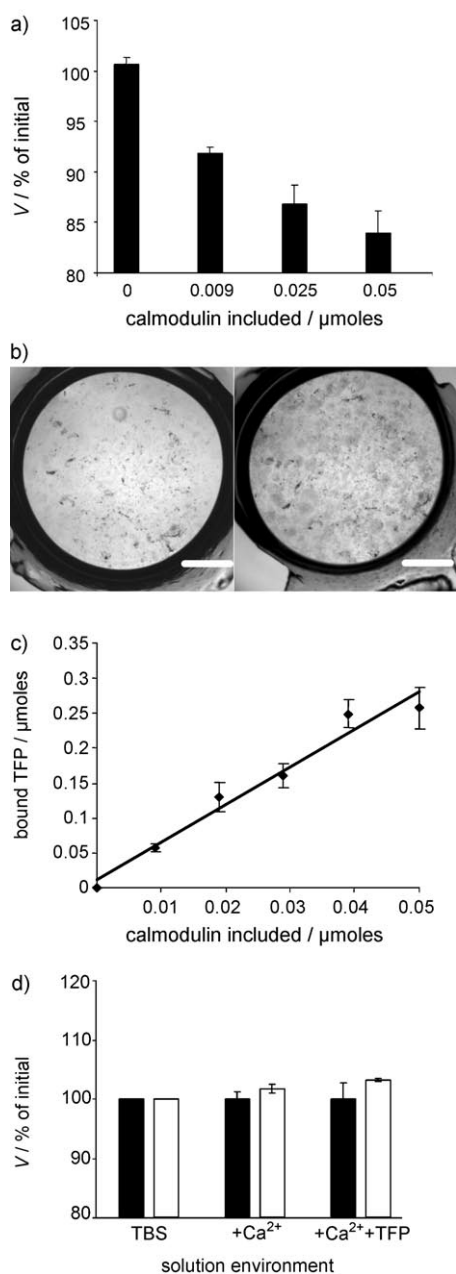 a)
V / % of initial
105
100
95
90
85
80
0 0.009 0.025 0.05
calmodulin included / µmoles
b)
c)
bound TFP / µmoles
0.35
0.3
0.25
0.2
0.15
0.1
0.05
0
0.01 0.02 0.03 0.04 0.05
calmodulin included / µmoles
d)
V / % of initial
120
110
100
90
80
TBS +Ca²⁺ +Ca²⁺+TFP
solution environment